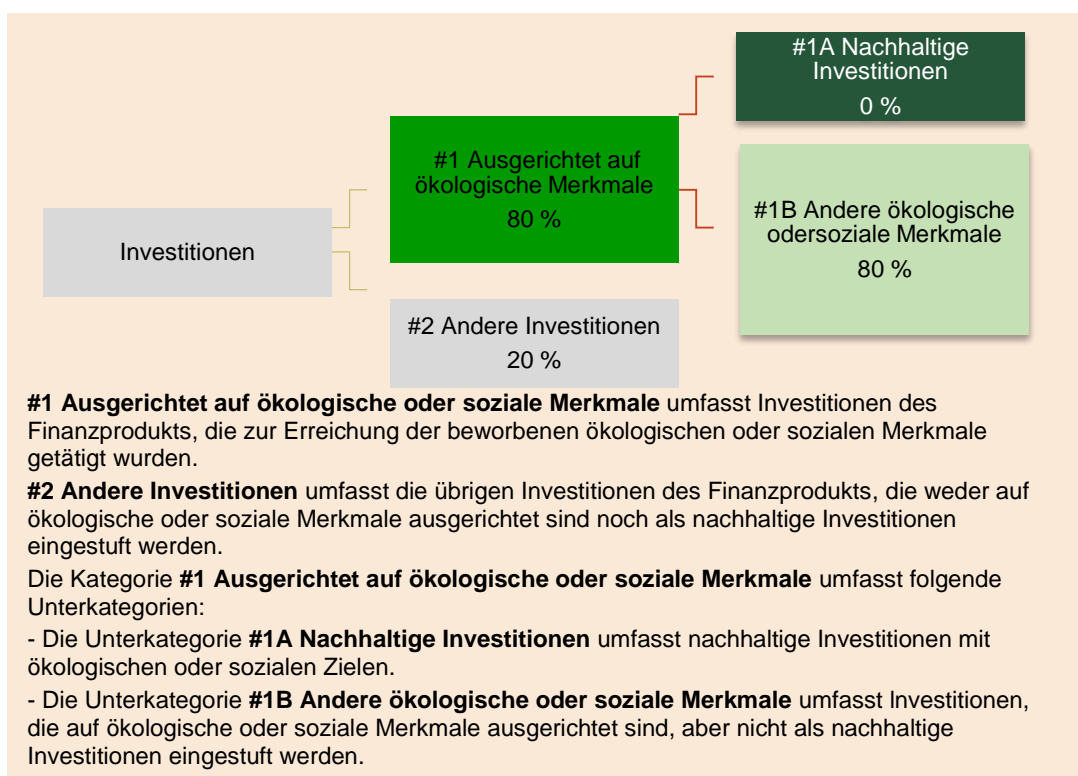 #1A Nachhaltige
Investitionen
0 %
#1 Ausgerichtet auf
ökologische Merkmale
80 %
#1B Andere ökologische
odersoziale Merkmale
80 %
Investitionen
#2 Andere Investitionen
20 %
#1 Ausgerichtet auf ökologische oder soziale Merkmale umfasst Investitionen des
Finanzprodukts, die zur Erreichung der beworbenen ökologischen oder sozialen Merkmale
getätigt wurden.
#2 Andere Investitionen umfasst die übrigen Investitionen des Finanzprodukts, die weder auf
ökologische oder soziale Merkmale ausgerichtet sind noch als nachhaltige Investitionen
eingestuft werden.
Die Kategorie #1 Ausgerichtet auf ökologische oder soziale Merkmale umfasst folgende
Unterkategorien:
- Die Unterkategorie #1A Nachhaltige Investitionen umfasst nachhaltige Investitionen mit
ökologischen oder sozialen Zielen.
- Die Unterkategorie #1B Andere ökologische oder soziale Merkmale umfasst Investitionen,
die auf ökologische oder soziale Merkmale ausgerichtet sind, aber nicht als nachhaltige
Investitionen eingestuft werden.